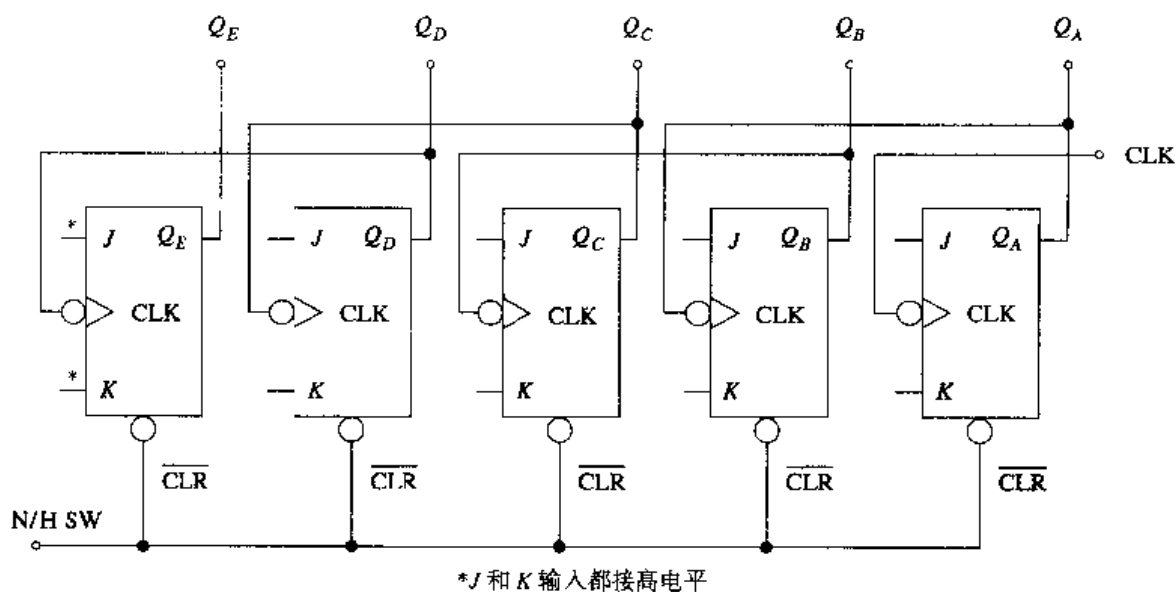 Q_E Q_D Q_C Q_B Q_A
CLK
* J Q_E J Q_D J Q_C J Q_B J Q_A
CLK CLK CLK CLK CLK
* K K K K K
CLR CLR CLR CLR CLR
N/H SW
*J 和 K 输入都接高电平